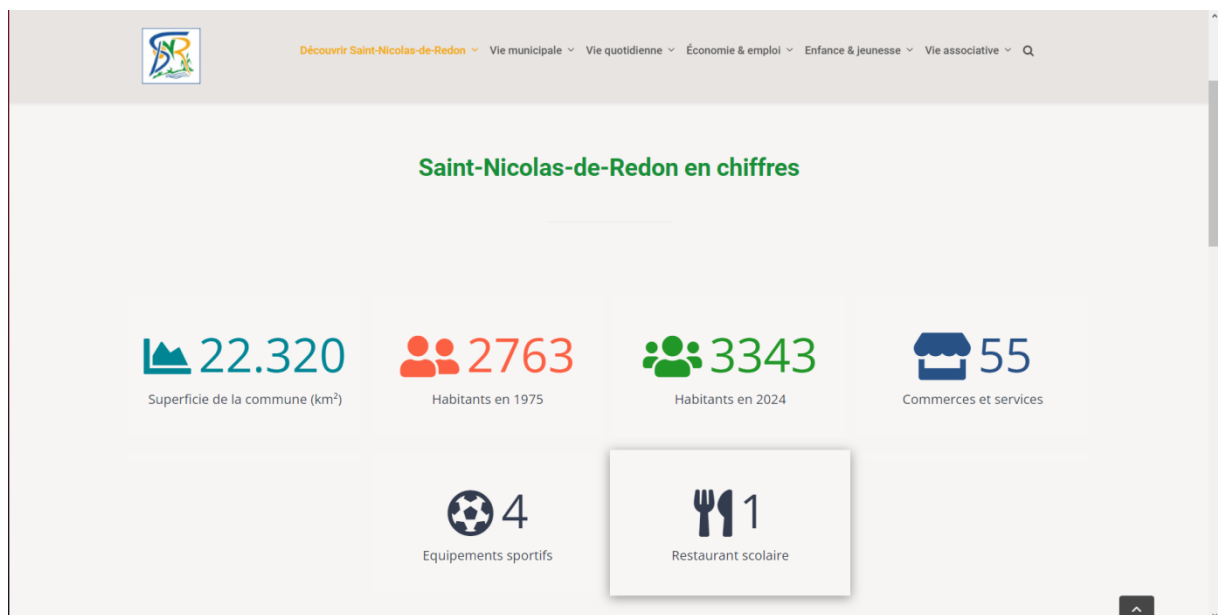 Découvrir Saint-Nicolas-de-Redon Vie municipale Vie quotidienne Économie & emploi Enfance & jeunesse Vie associative
Saint-Nicolas-de-Redon en chiffres
22.320 2763 3343 55
Superficie de la commune (km²) Habitants en 1975 Habitants en 2024 Commerces et services
4 1
Equipements sportifs Restaurant scolaire